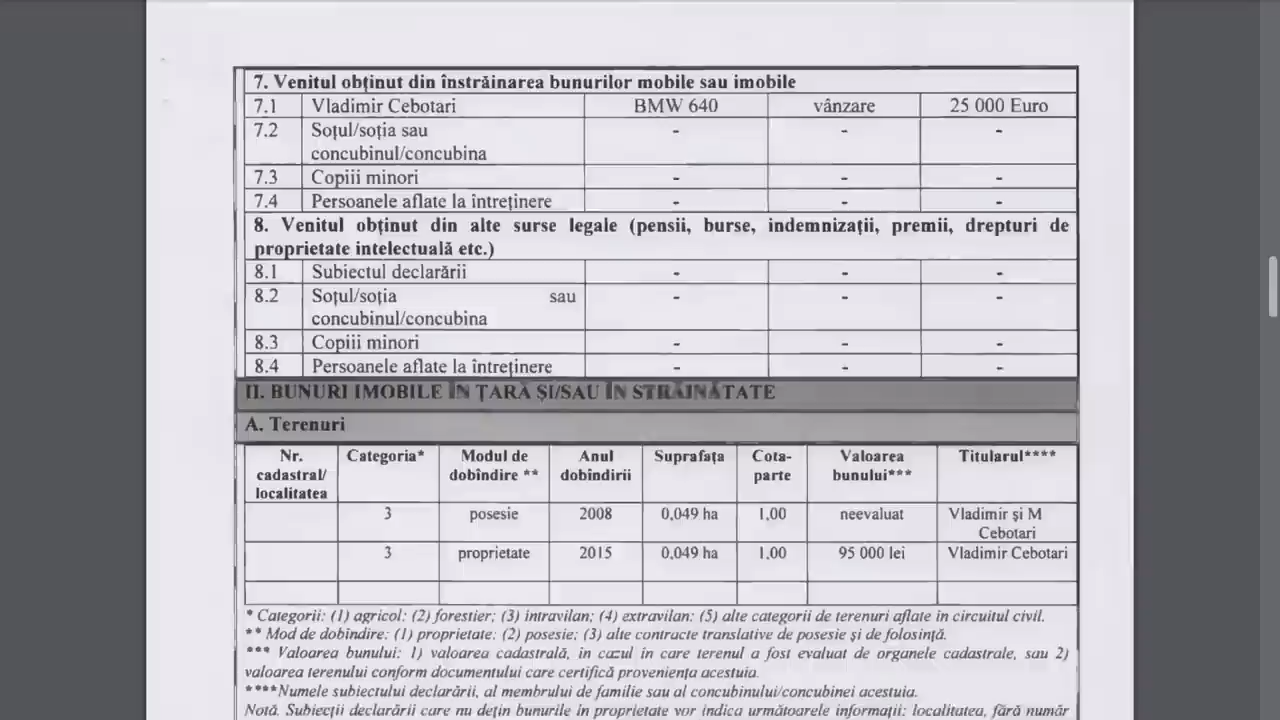 7. Venitul obținut din înstrăinarea bunurilor mobile sau imobile
7.1 Vladimir Cebotari BMW 640 vânzare 25 000 Euro
7.2 Soțul/soția sau - - -
concubinul/concubina
7.3 Copiii minori - - -
7.4 Persoanele aflate la întreținere - - -
8. Venitul obținut din alte surse legale (pensii, burse, indemnizații, premii, drepturi de
proprietate intelectuală etc.)
8.1 Subiectul declarării - - -
8.2 Soțul/soția sau - - -
concubinul/concubina
8.3 Copiii minori - - -
8.4 Persoanele aflate la întreținere - - -
II. BUNURI IMOBILE ÎN ȚARĂ ȘI/SAU ÎN STRĂINĂTATE
A. Terenuri
Nr. Categoria* Modul de Anul Suprafața Cota- Valoarea Titularul****
cadastral/ dobîndire ** dobîndirii parte bunului***
localitatea
3 posesie 2008 0,049 ha 1,00 neevaluat Vladimir și M
Cebotari
3 proprietate 2015 0,049 ha 1,00 95 000 lei Vladimir Cebotari
* Categorii: (1) agricol: (2) forestier; (3) intravilan; (4) extravilan: (5) alte categorii de terenuri aflate in circuitul civil.
** Mod de dobîndire: (1) proprietate: (2) posesie; (3) alte contracte translative de posesie și de folosință.
*** Valoarea bunului: 1) valoarea cadastrală, in cazul in care terenul a fost evaluat de organele cadastrale, sau 2)
valoarea terenului conform documentului care certifică proveniența acestuia.
****Numele subiectului declarării, al membrului de familie sau al concubinului/concubinei acestuia.
Notă. Subiecții declarării care nu dețin bunurile în proprietate vor indica următoarele informații: localitatea, fără număr